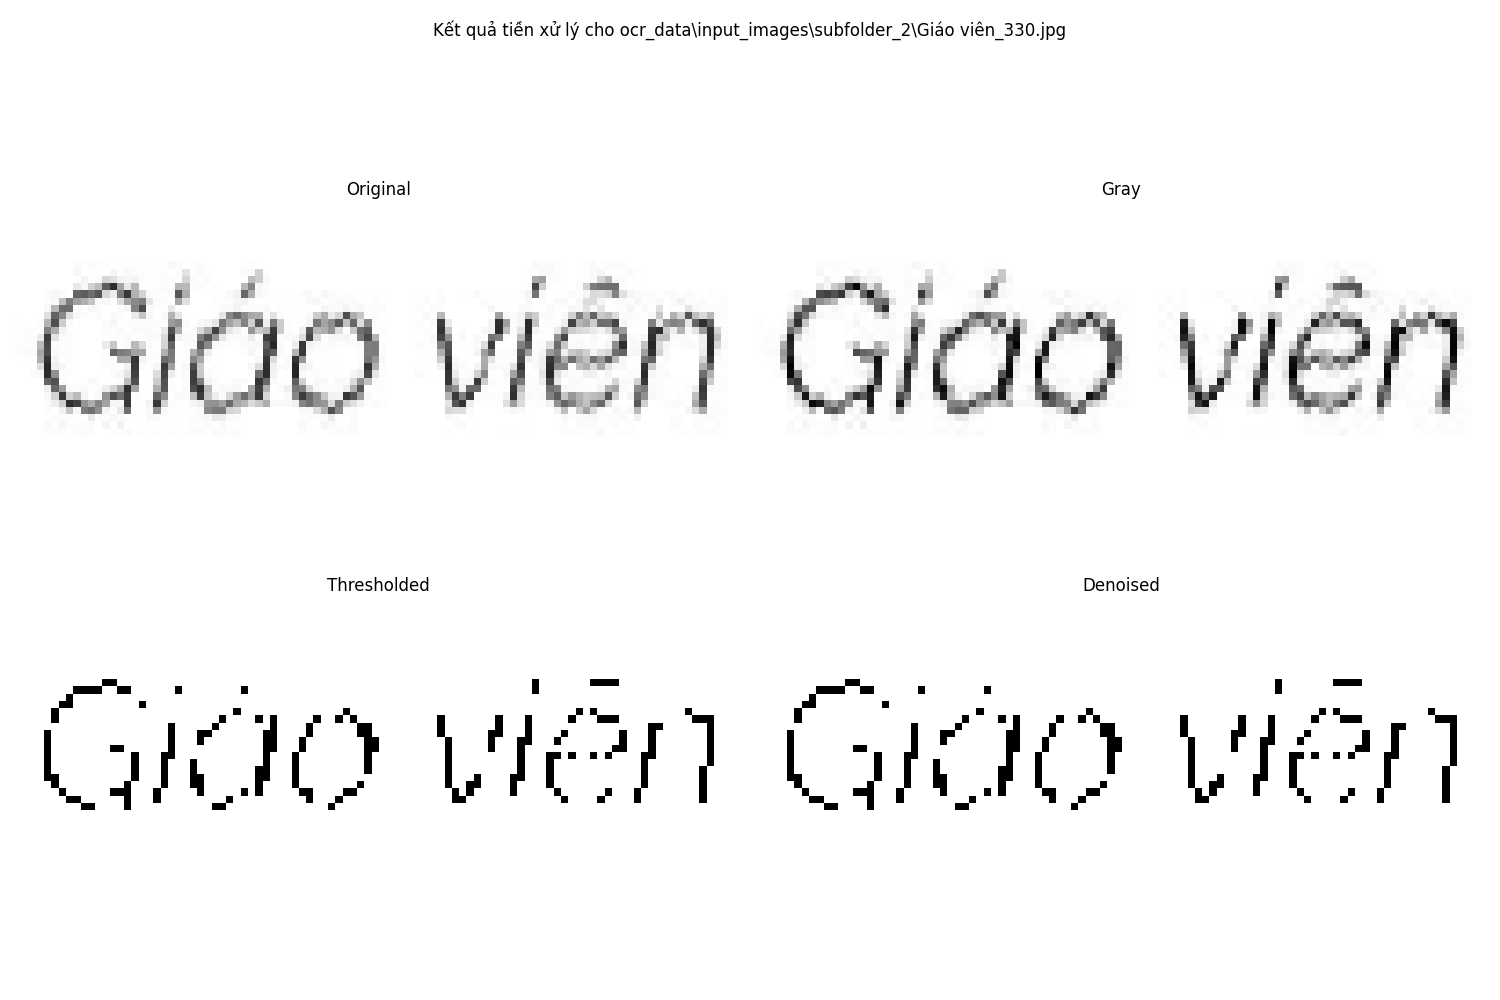 Kết quả tiền xử lý cho ocr_data\input_images\subfolder_2\Giáo viên_330.jpg
Original
Gray
Giáo viên
Giáo viên
Thresholded
Denoised
Giáo viên
Giáo viên